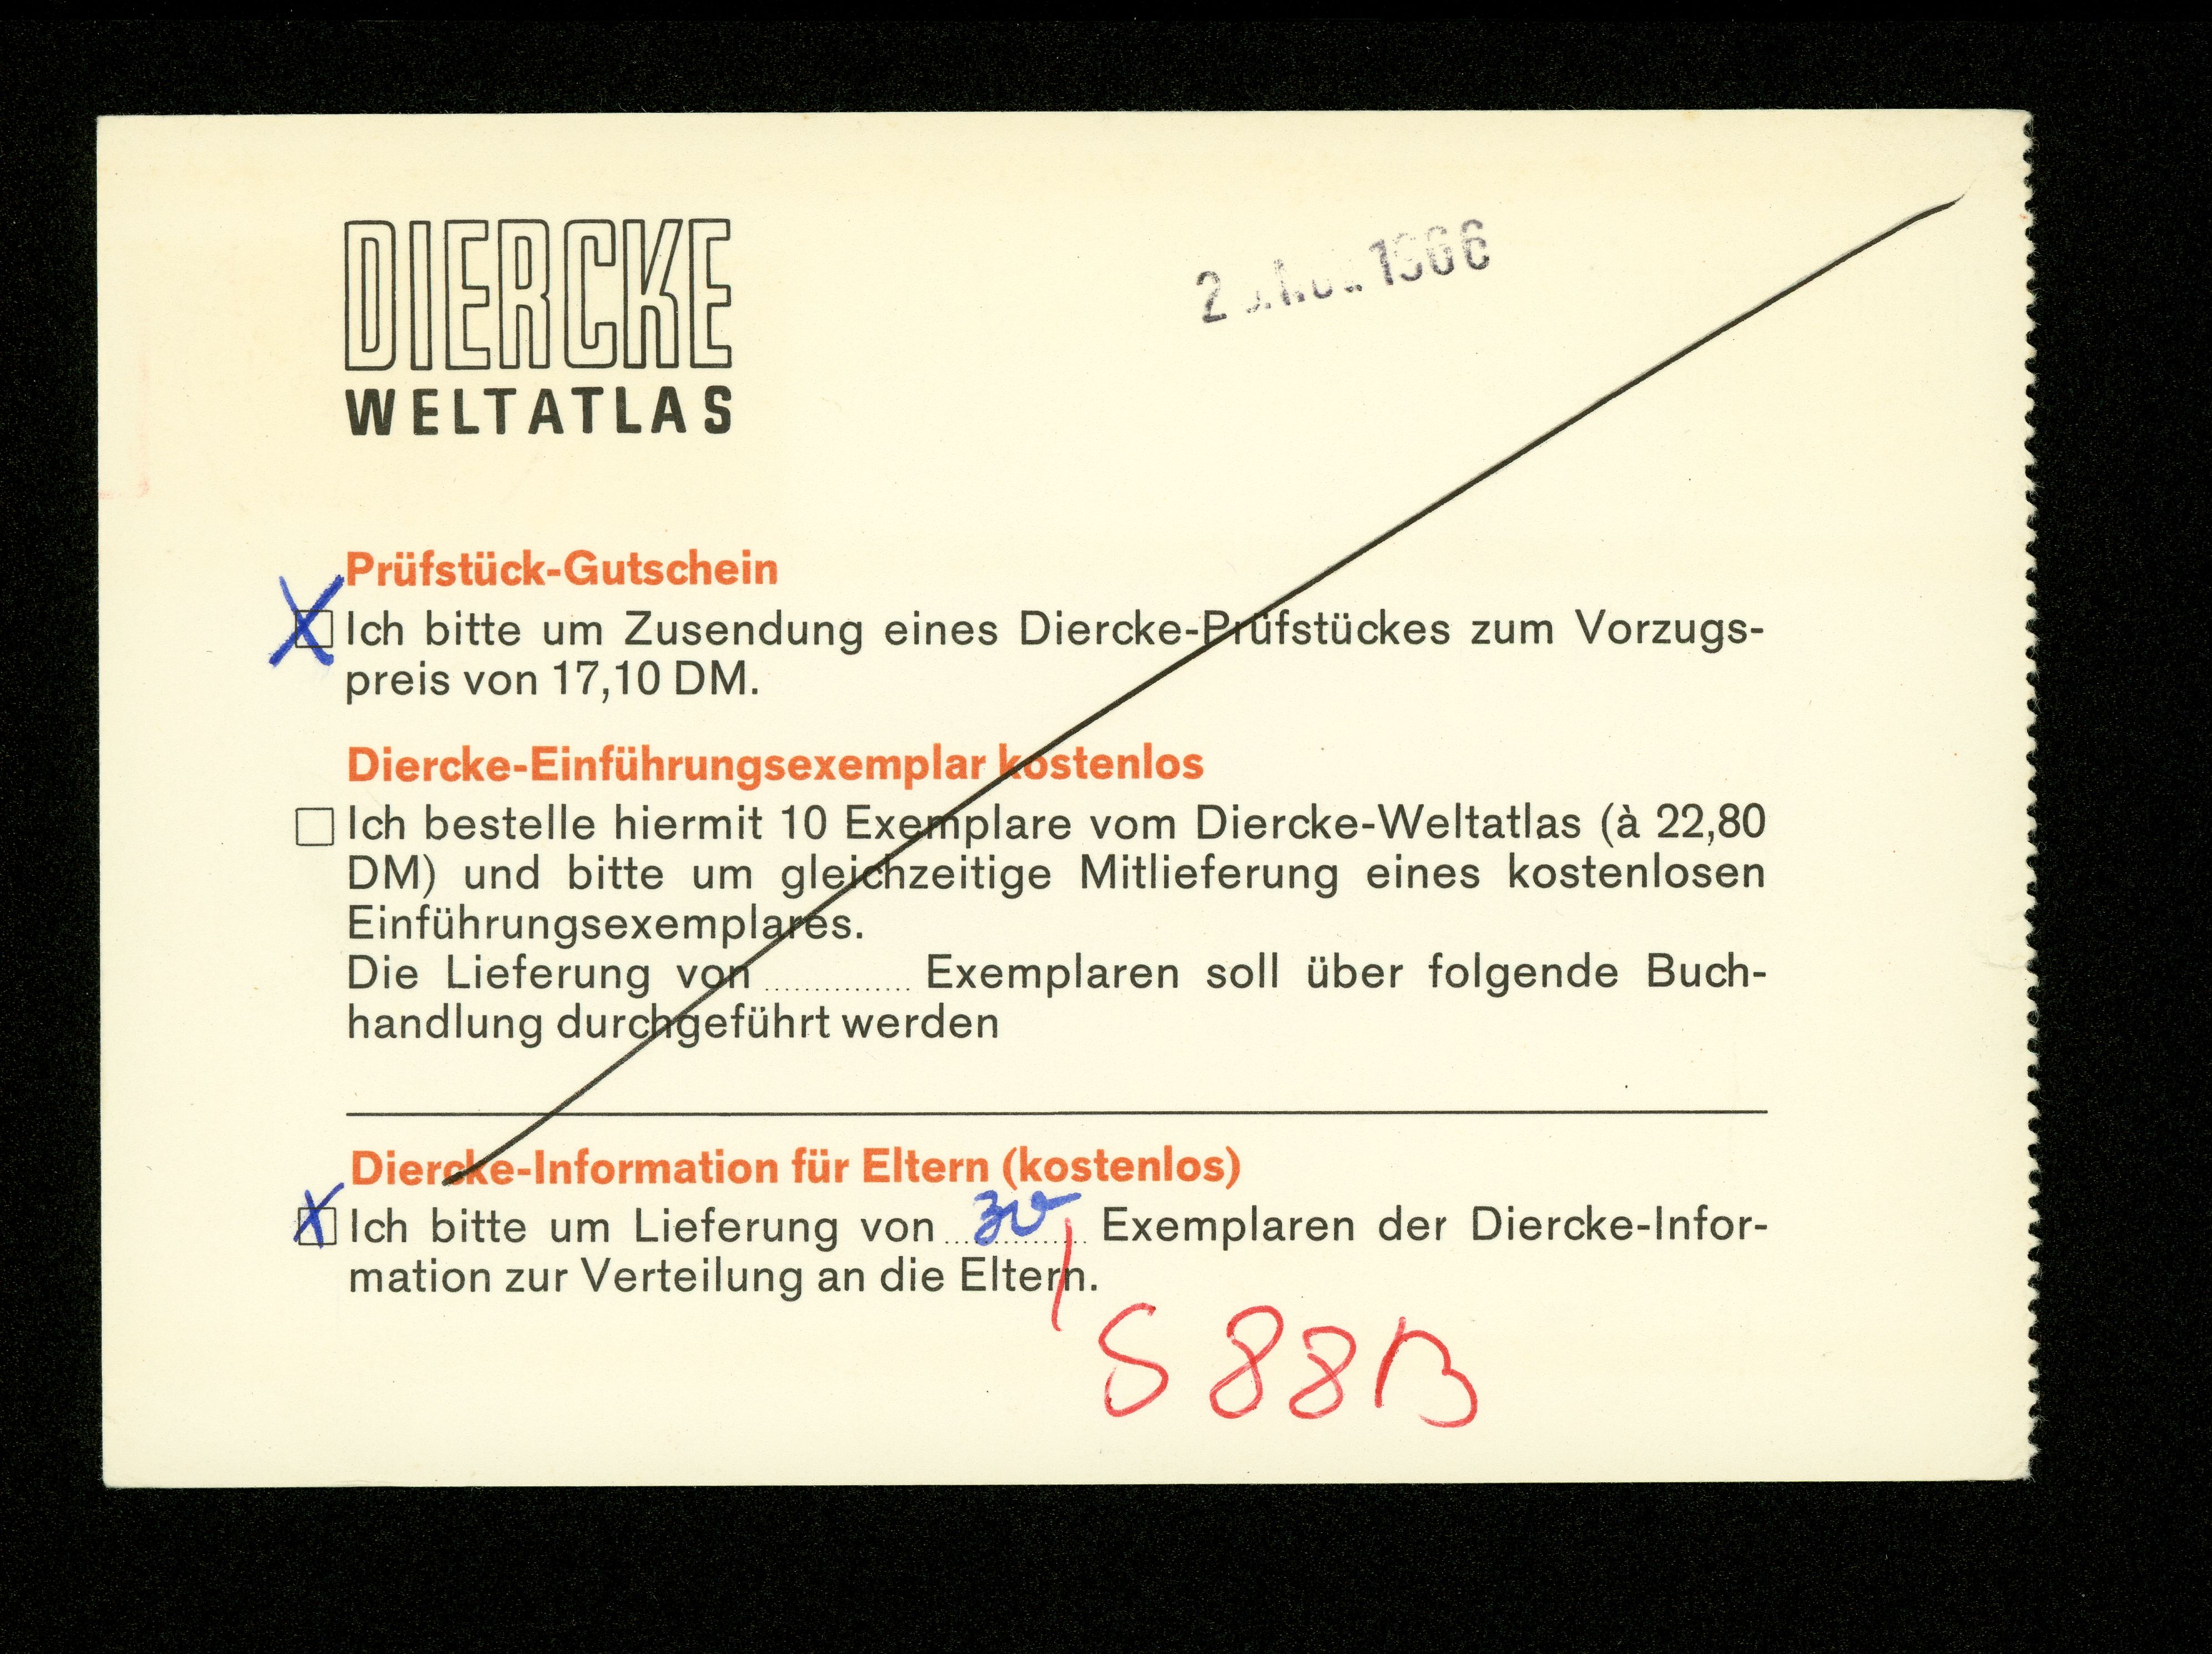 DIERCKE
WELTATLAS
1966
Prüfstück-Gutschein
Ich bitte um Zusendung eines Diercke-Prüfstückes zum Vorzugs-
preis von 17,10 DM.
Diercke-Einführungsexemplar kostenlos
Ich bestelle hiermit 10 Exemplare vom Diercke-Weltatlas (à 22,80
DM) und bitte um gleichzeitige Mitlieferung eines kostenlosen
Einführungsexemplares.
Die Lieferung von ............... Exemplaren soll über folgende Buch-
handlung durchgeführt werden
Diercke-Information für Eltern (kostenlos)
Ich bitte um Lieferung von 30 Exemplaren der Diercke-Infor-
mation zur Verteilung an die Eltern.
S 88 B